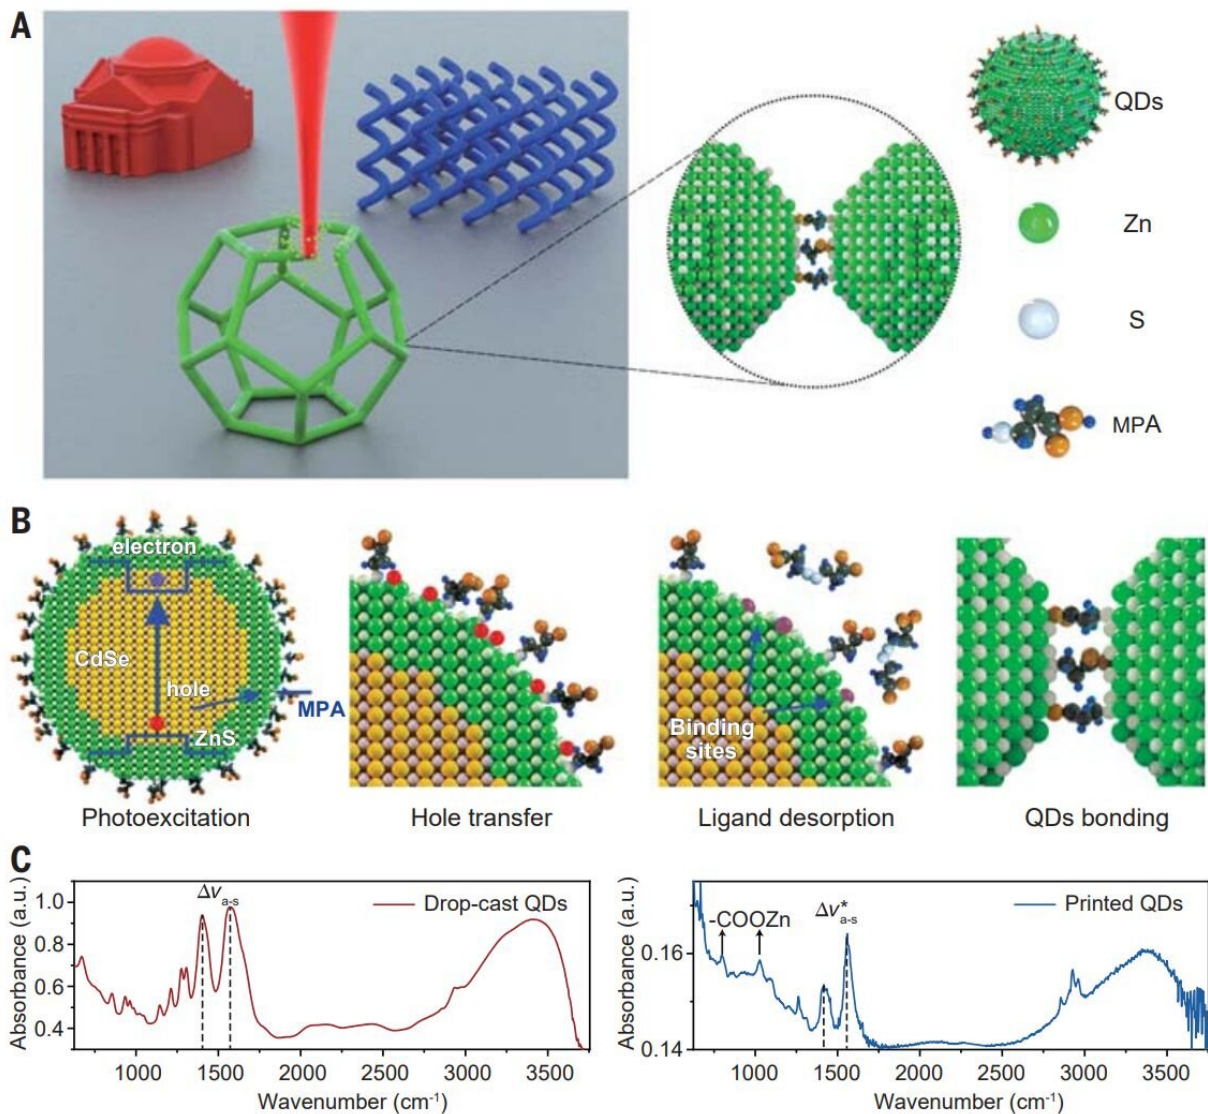 A
QDs
Zn
S
MPA
B
electron
CdSe
hole
MPA
ZnS
Binding
sites
Photoexcitation
Hole transfer
Ligand desorption
QDs bonding
C
Absorbance (a.u.)
1.0
0.8
0.6
0.4
Δν a-s
Drop-cast QDs
1000 1500 2000 2500 3000 3500
Wavenumber (cm-1)
Absorbance (a.u.)
0.16
0.14
-COOZn
Δν* a-s
Printed QDs
1000 1500 2000 2500 3000 3500
Wavenumber (cm-1)